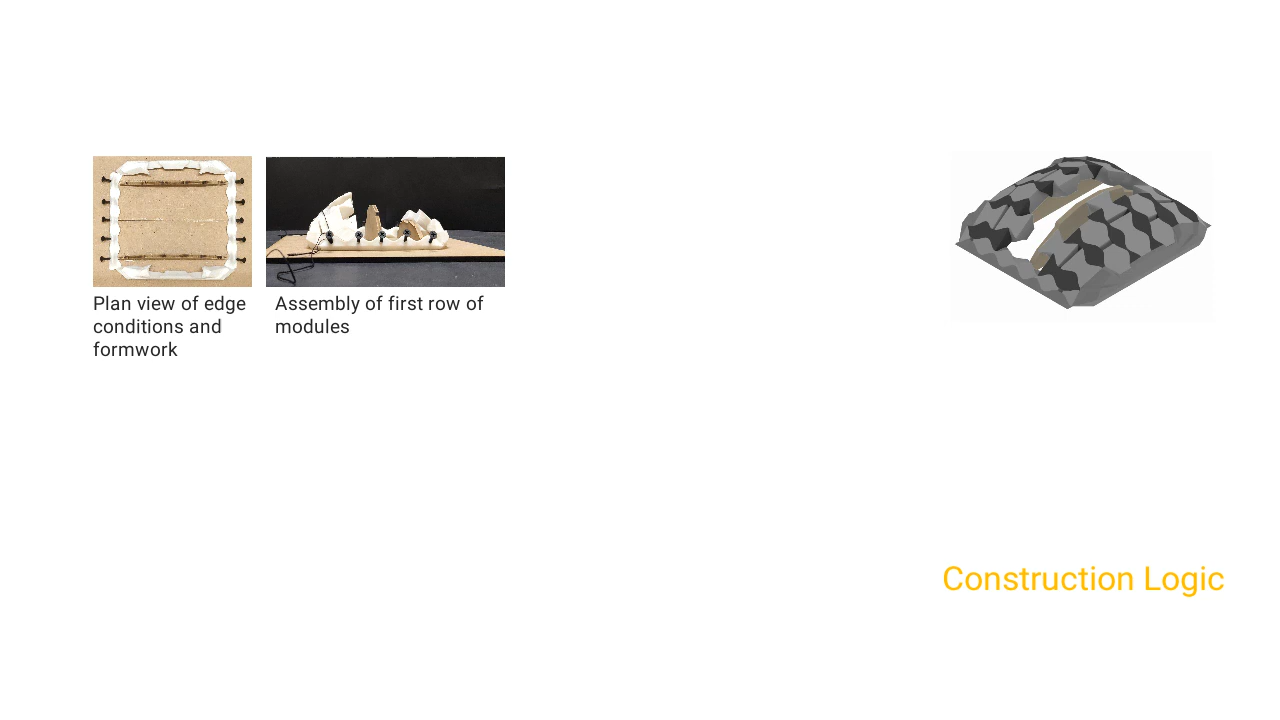 Plan view of edge
conditions and
formwork
Assembly of first row of
modules
Construction Logic